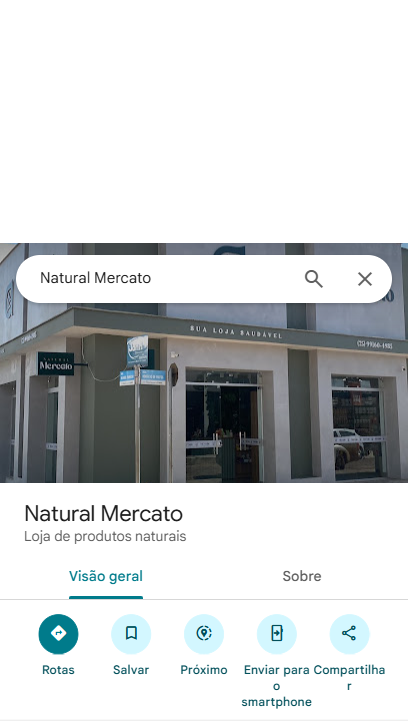 Natural Mercato
SUA LOJA SAUDÁVEL
Mercato
Natural Mercato
Loja de produtos naturais
Visão geral
Sobre
Rotas
Salvar
Próximo
Enviar para
o
smartphone
Compartilha
r